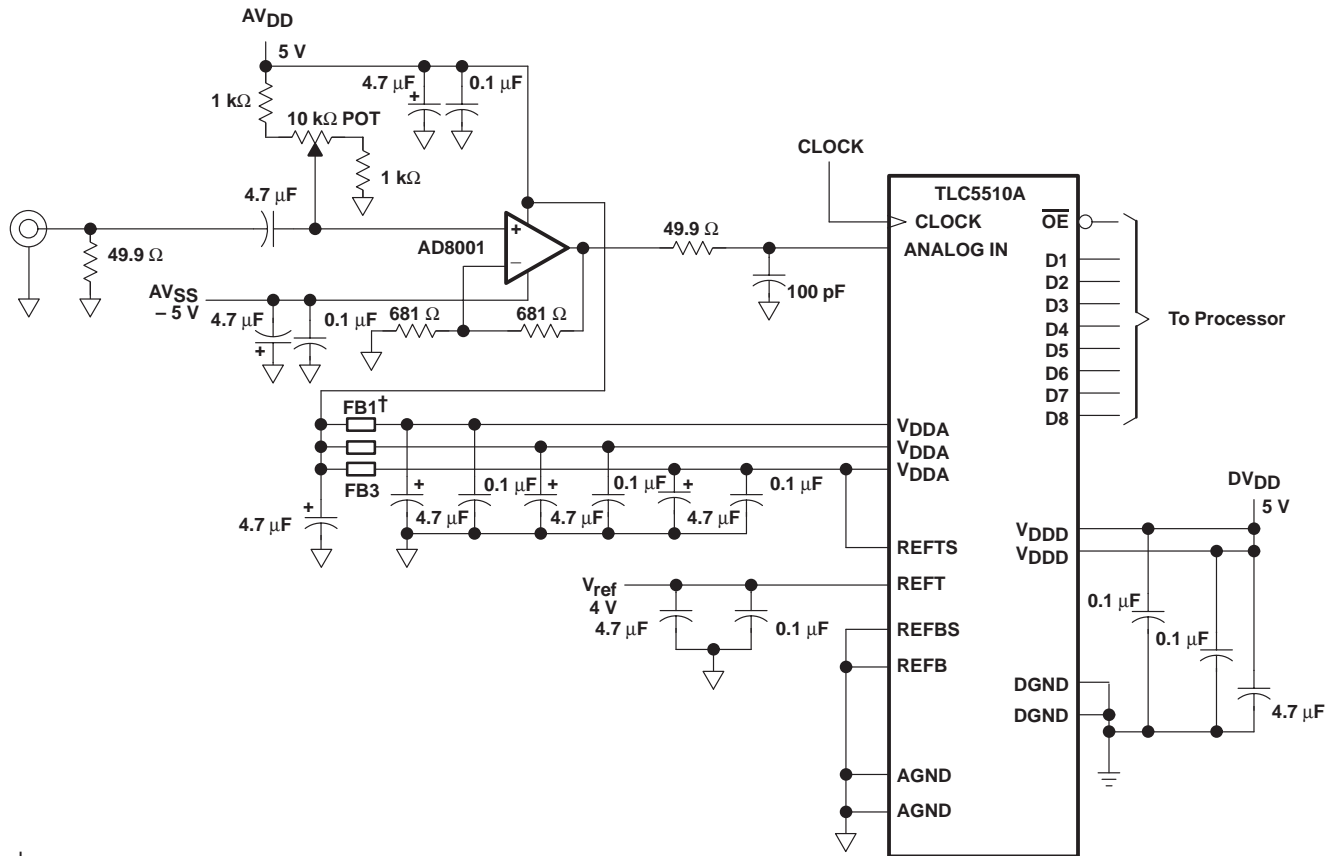 AVDD
5 V
4.7 μF
0.1 μF
1 kΩ
10 kΩ POT
1 kΩ
4.7 μF
49.9 Ω
AVSS
– 5 V
4.7 μF
+
0.1 μF
+
–
AD8001
681 Ω
681 Ω
49.9 Ω
100 pF
CLOCK
TLC5510A
CLOCK
ANALOG IN
OE
D1
D2
D3
D4
D5
D6
D7
D8
To Processor
FB1†
FB3
VDDA
VDDA
VDDA
+
4.7 μF
+
4.7 μF
0.1 μF
+
4.7 μF
0.1 μF
+
4.7 μF
0.1 μF
+
REFTS
Vref
4 V
REFT
4.7 μF
0.1 μF
REFBS
REFB
AGND
AGND
DVDD
5 V
VDDD
VDDD
0.1 μF
0.1 μF
4.7 μF
DGND
DGND